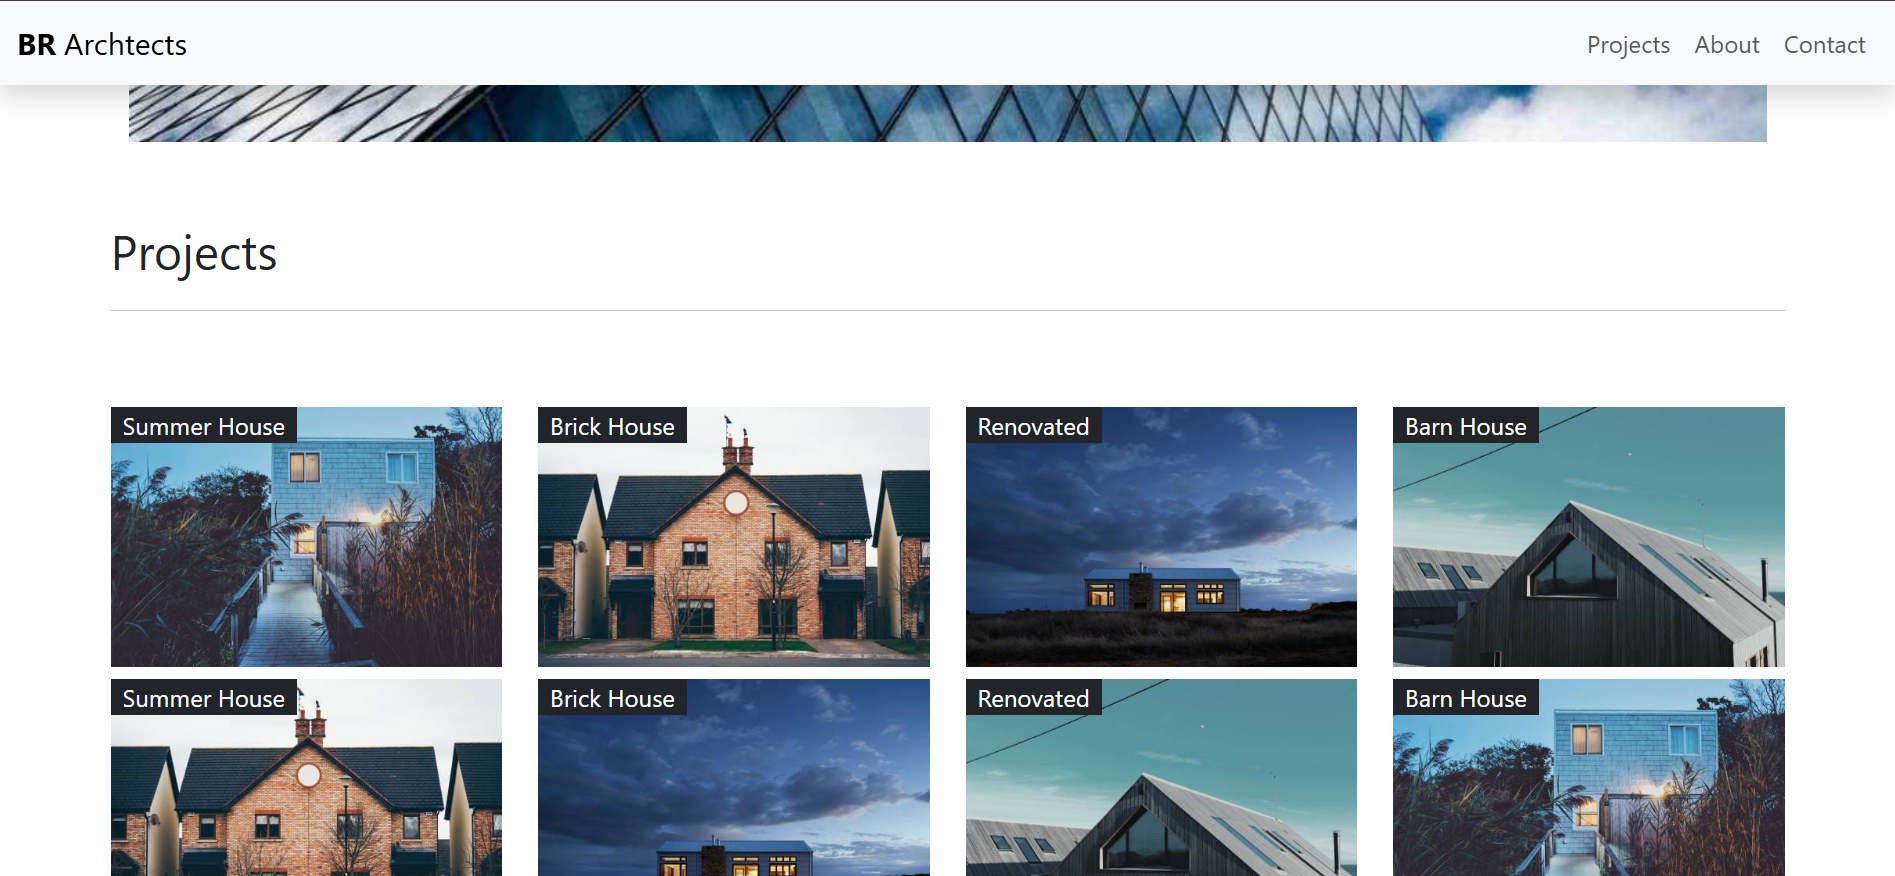 BR Archtects
Projects About Contact
Projects
Summer House
Brick House
Renovated
Barn House
Summer House
Brick House
Renovated
Barn House